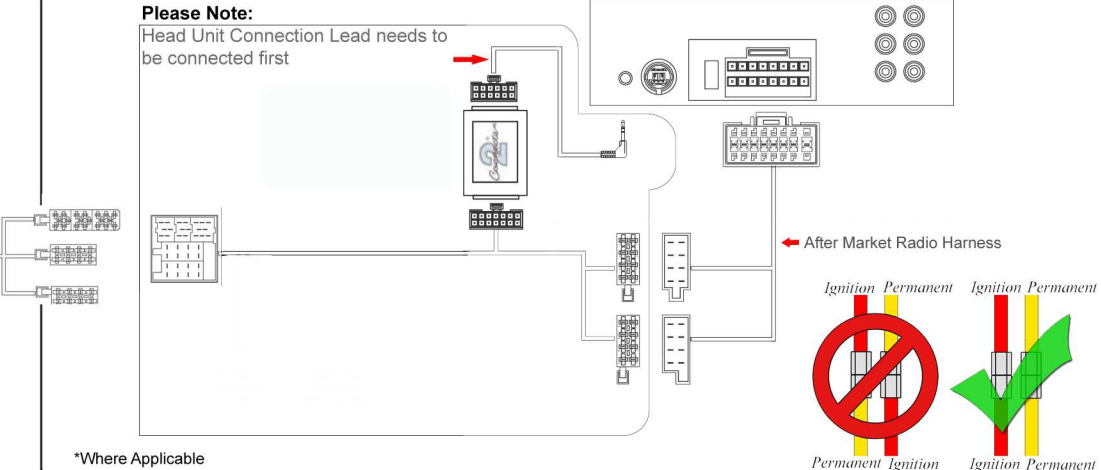 Please Note:
Head Unit Connection Lead needs to
be connected first
2
After Market Radio Harness
Ignition Permanent Ignition Permanent
Permanent Ignition Ignition Permanent
*Where Applicable